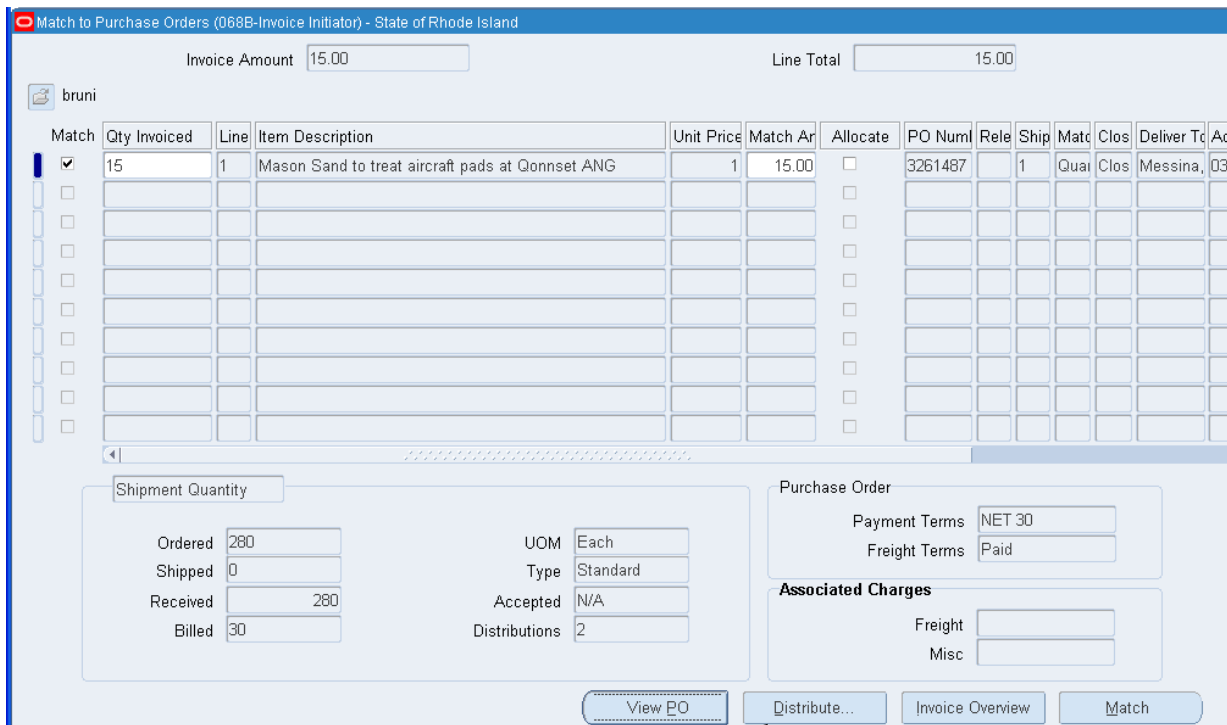 Match to Purchase Orders (068B-Invoice Initiator) - State of Rhode Island
Invoice Amount 15.00 Line Total 15.00
bruni
Match Qty Invoiced Line Item Description Unit Price Match Ar Allocate PO Numl Rele Ship Matc Clos Deliver To Ac
15 1 Mason Sand to treat aircraft pads at Qonnset ANG 1 15.00 3261487 1 Quai Clos Messina, 03
Shipment Quantity
Ordered 280 UOM Each
Shipped 0 Type Standard
Received 280 Accepted N/A
Billed 30 Distributions 2
Purchase Order
Payment Terms NET 30
Freight Terms Paid
Associated Charges
Freight
Misc
View PO Distribute... Invoice Overview Match